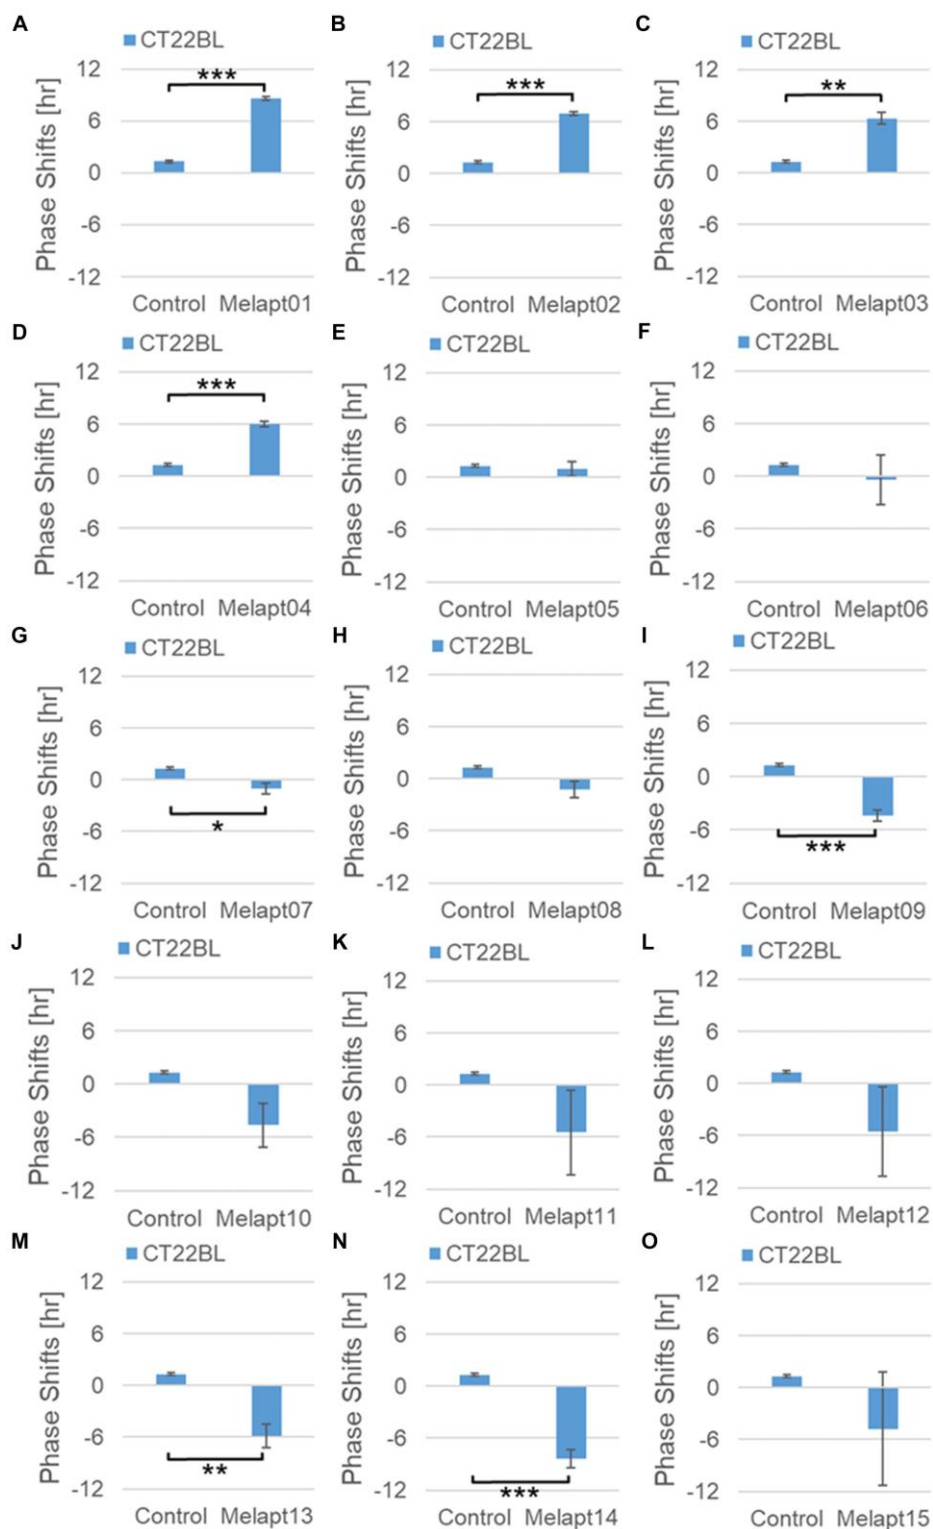 A
CT22BL
Phase Shifts [hr]
12
6
0
-6
-12
***
Control Melapt01
B
CT22BL
Phase Shifts [hr]
12
6
0
-6
-12
***
Control Melapt02
C
CT22BL
Phase Shifts [hr]
12
6
0
-6
-12
**
Control Melapt03
D
CT22BL
Phase Shifts [hr]
12
6
0
-6
-12
***
Control Melapt04
E
CT22BL
Phase Shifts [hr]
12
6
0
-6
-12
Control Melapt05
F
CT22BL
Phase Shifts [hr]
12
6
0
-6
-12
Control Melapt06
G
CT22BL
Phase Shifts [hr]
12
6
0
-6
-12
*
Control Melapt07
H
CT22BL
Phase Shifts [hr]
12
6
0
-6
-12
Control Melapt08
I
CT22BL
Phase Shifts [hr]
12
6
0
-6
-12
***
Control Melapt09
J
CT22BL
Phase Shifts [hr]
12
6
0
-6
-12
Control Melapt10
K
CT22BL
Phase Shifts [hr]
12
6
0
-6
-12
Control Melapt11
L
CT22BL
Phase Shifts [hr]
12
6
0
-6
-12
Control Melapt12
M
CT22BL
Phase Shifts [hr]
12
6
0
-6
-12
**
Control Melapt13
N
CT22BL
Phase Shifts [hr]
12
6
0
-6
-12
***
Control Melapt14
O
CT22BL
Phase Shifts [hr]
12
6
0
-6
-12
Control Melapt15